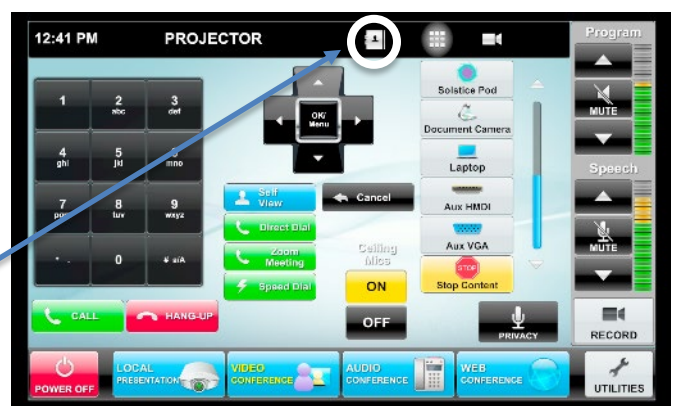 12:41 PM PROJECTOR Program
Solstice Pod
1 2 3
abc def
OK/
Menu
Document Camera
MUTE
4 5
ghi jkl mno
Laptop
Speech
7 8 9
tuv wxyz
Self
View
Cancel
Aux HMDI
Direct Dial
Aux VGA
MUTE
0
Zoom
Meeting
Ceiling
Mics
STOP
Stop Content
Speed Dial
ON
CALL HANG-UP
OFF
PRIVACY
RECORD
POWER OFF
LOCAL
PRESENTATION
VIDEO
CONFERENCE
AUDIO
CONFERENCE
WEB
CONFERENCE
UTILITIES